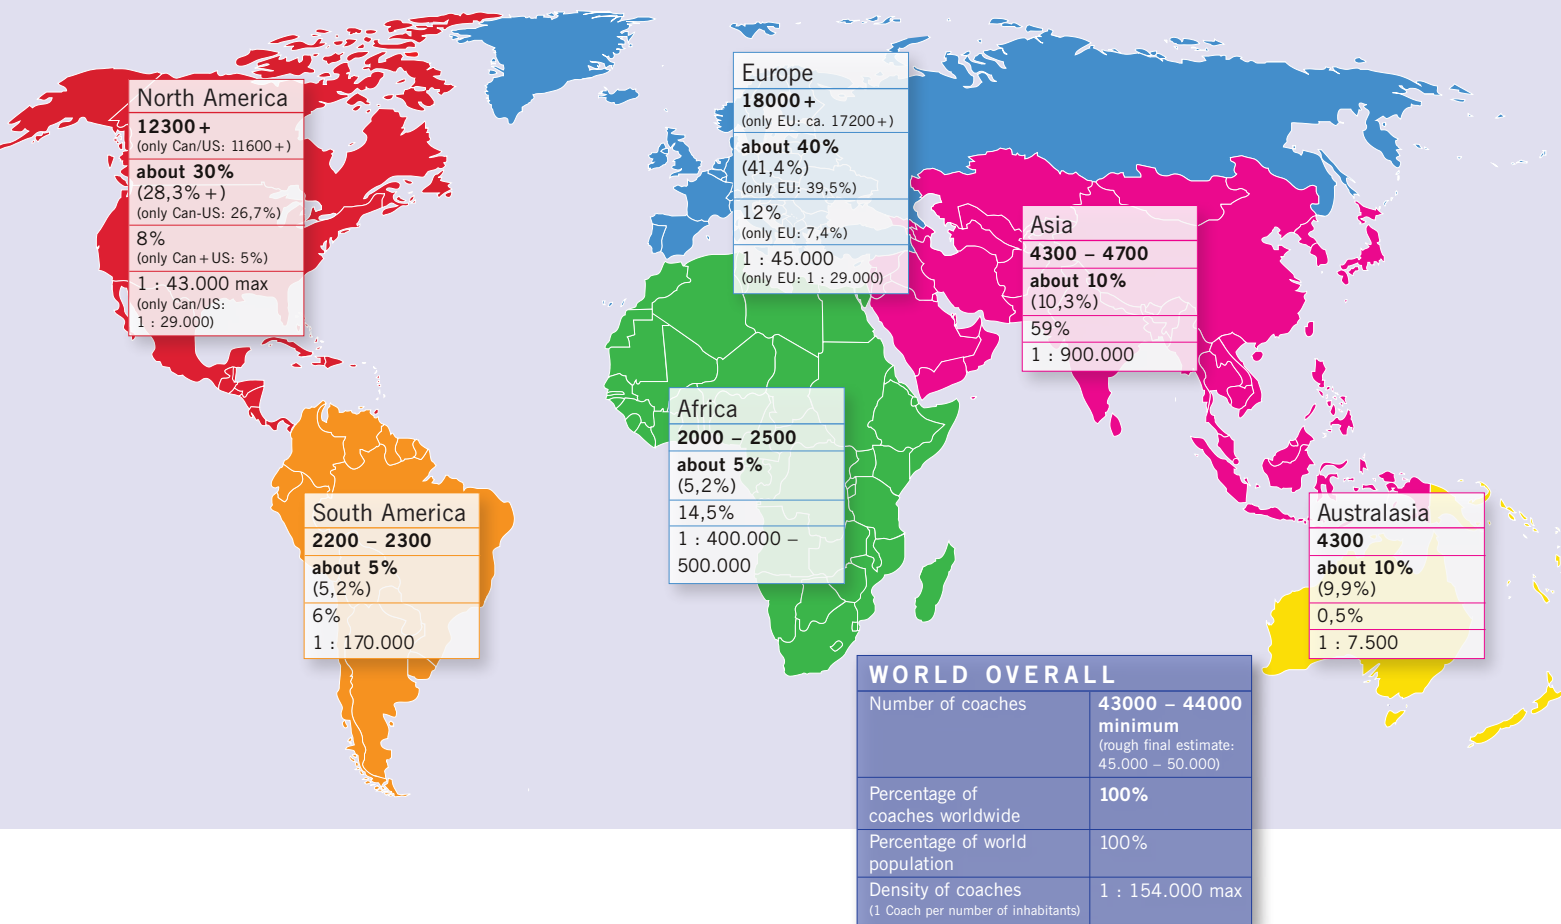 North America
12300+
(only Can/US: 11600+)
about 30%
(28,3%+)
(only Can-US: 26,7%)
8%
(only Can+US: 5%)
1 : 43.000 max
(only Can/US:
1 : 29.000)
Europe
18000+
(only EU: ca. 17200+)
about 40%
(41,4%)
(only EU: 39,5%)
12%
(only EU: 7,4%)
1 : 45.000
(only EU: 1 : 29.000)
Asia
4300 – 4700
about 10%
(10,3%)
59%
1 : 900.000
Africa
2000 – 2500
about 5%
(5,2%)
14,5%
1 : 400.000 –
500.000
South America
2200 – 2300
about 5%
(5,2%)
6%
1 : 170.000
Australasia
4300
about 10%
(9,9%)
0,5%
1 : 7.500
WORLD OVERALL
Number of coaches
43000 – 44000
minimum
(rough final estimate:
45.000 – 50.000)
Percentage of
coaches worldwide
100%
Percentage of world
population
100%
Density of coaches
(1 Coach per number of inhabitants)
1 : 154.000 max